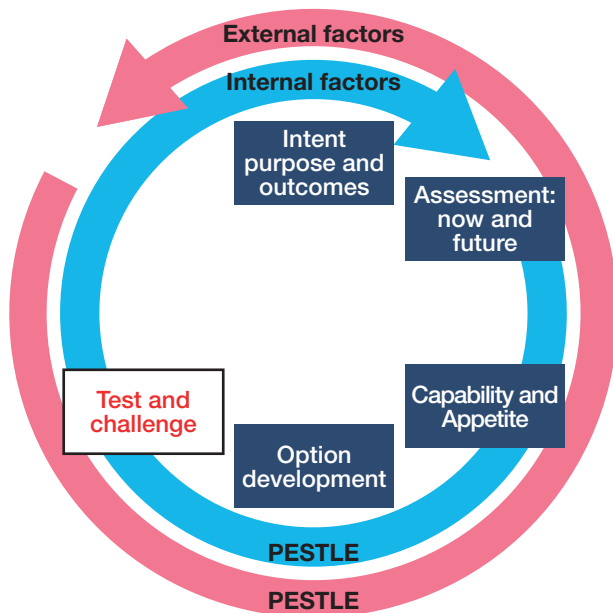 External factors
Internal factors
Intent
purpose and
outcomes
Assessment:
now and
future
Capability and
Appetite
Option
development
Test and
challenge
PESTLE
PESTLE